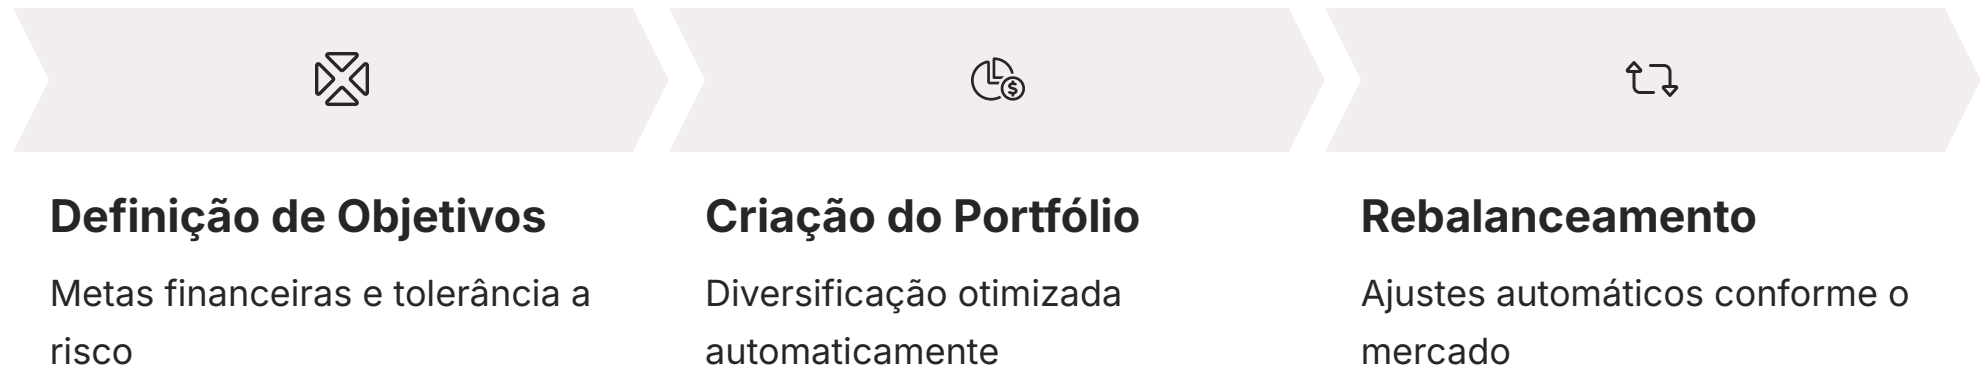 $
Definição de Objetivos
Metas financeiras e tolerância a
risco
Criação do Portfólio
Diversificação otimizada
automaticamente
Rebalanceamento
Ajustes automáticos conforme o
mercado